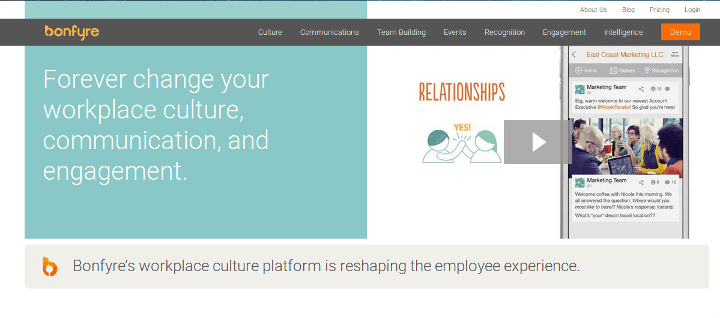 About Us Blog Pricing Login
bonfyre Culture Communications Team Building Events Recognition Engagement Intelligence Demo
Forever change your
workplace culture,
communication, and
engagement.
RELATIONSHIPS
YES!
East Coast Marketing LLC
Home Gallery Recognition
Marketing Team
Big, warm welcome to our newest Account
Executive @NicoleTanaka! So glad you're here!
Marketing Team
Welcome coffee with Nicole this morning. We
all answered the question: Where would you
most like to travel? Nicole's response: Iceland.
What's "your" dream travel location??
Bonfyre's workplace culture platform is reshaping the employee experience.